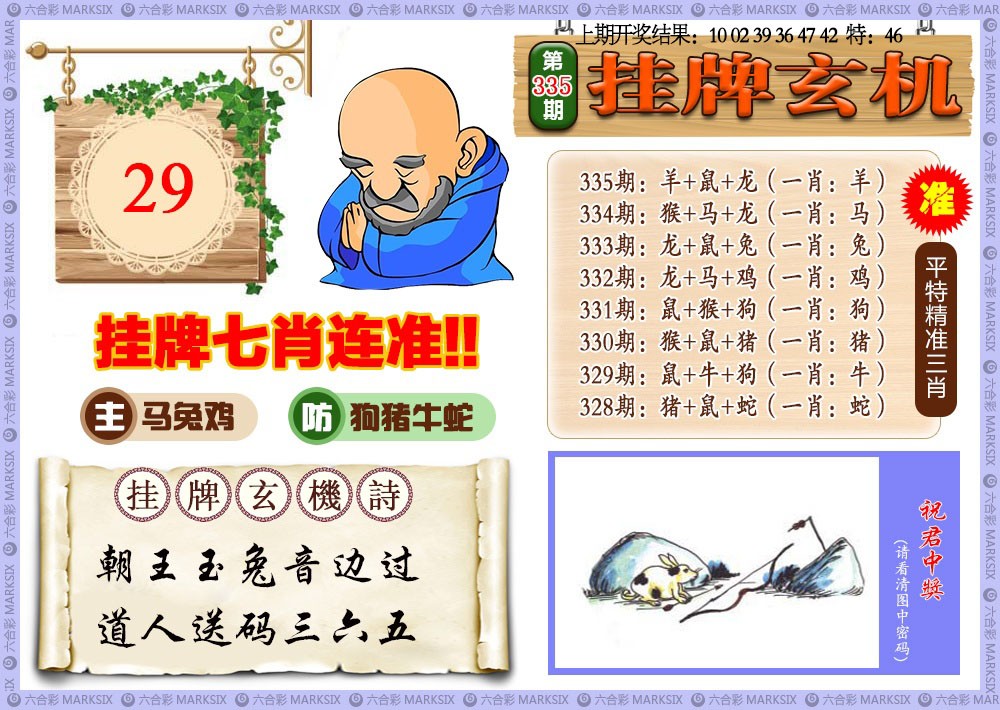 六合彩 MARKSIX
上期开奖结果：10 02 39 36 47 42 特：46
第335期
挂牌玄机
29
挂牌七肖连准!!
主 马兔鸡
防 狗猪牛蛇
挂牌玄機詩
朝王玉兔音边过
道人送码三六五
335期：羊+鼠+龙（一肖：羊）
334期：猴+马+龙（一肖：马）
333期：龙+鼠+兔（一肖：兔）
332期：龙+马+鸡（一肖：鸡）
331期：鼠+猴+狗（一肖：狗）
330期：猴+鼠+猪（一肖：猪）
329期：鼠+牛+狗（一肖：牛）
328期：猪+鼠+蛇（一肖：蛇）
准
平特精准三肖
祝君中奖
（请看清图中密码）